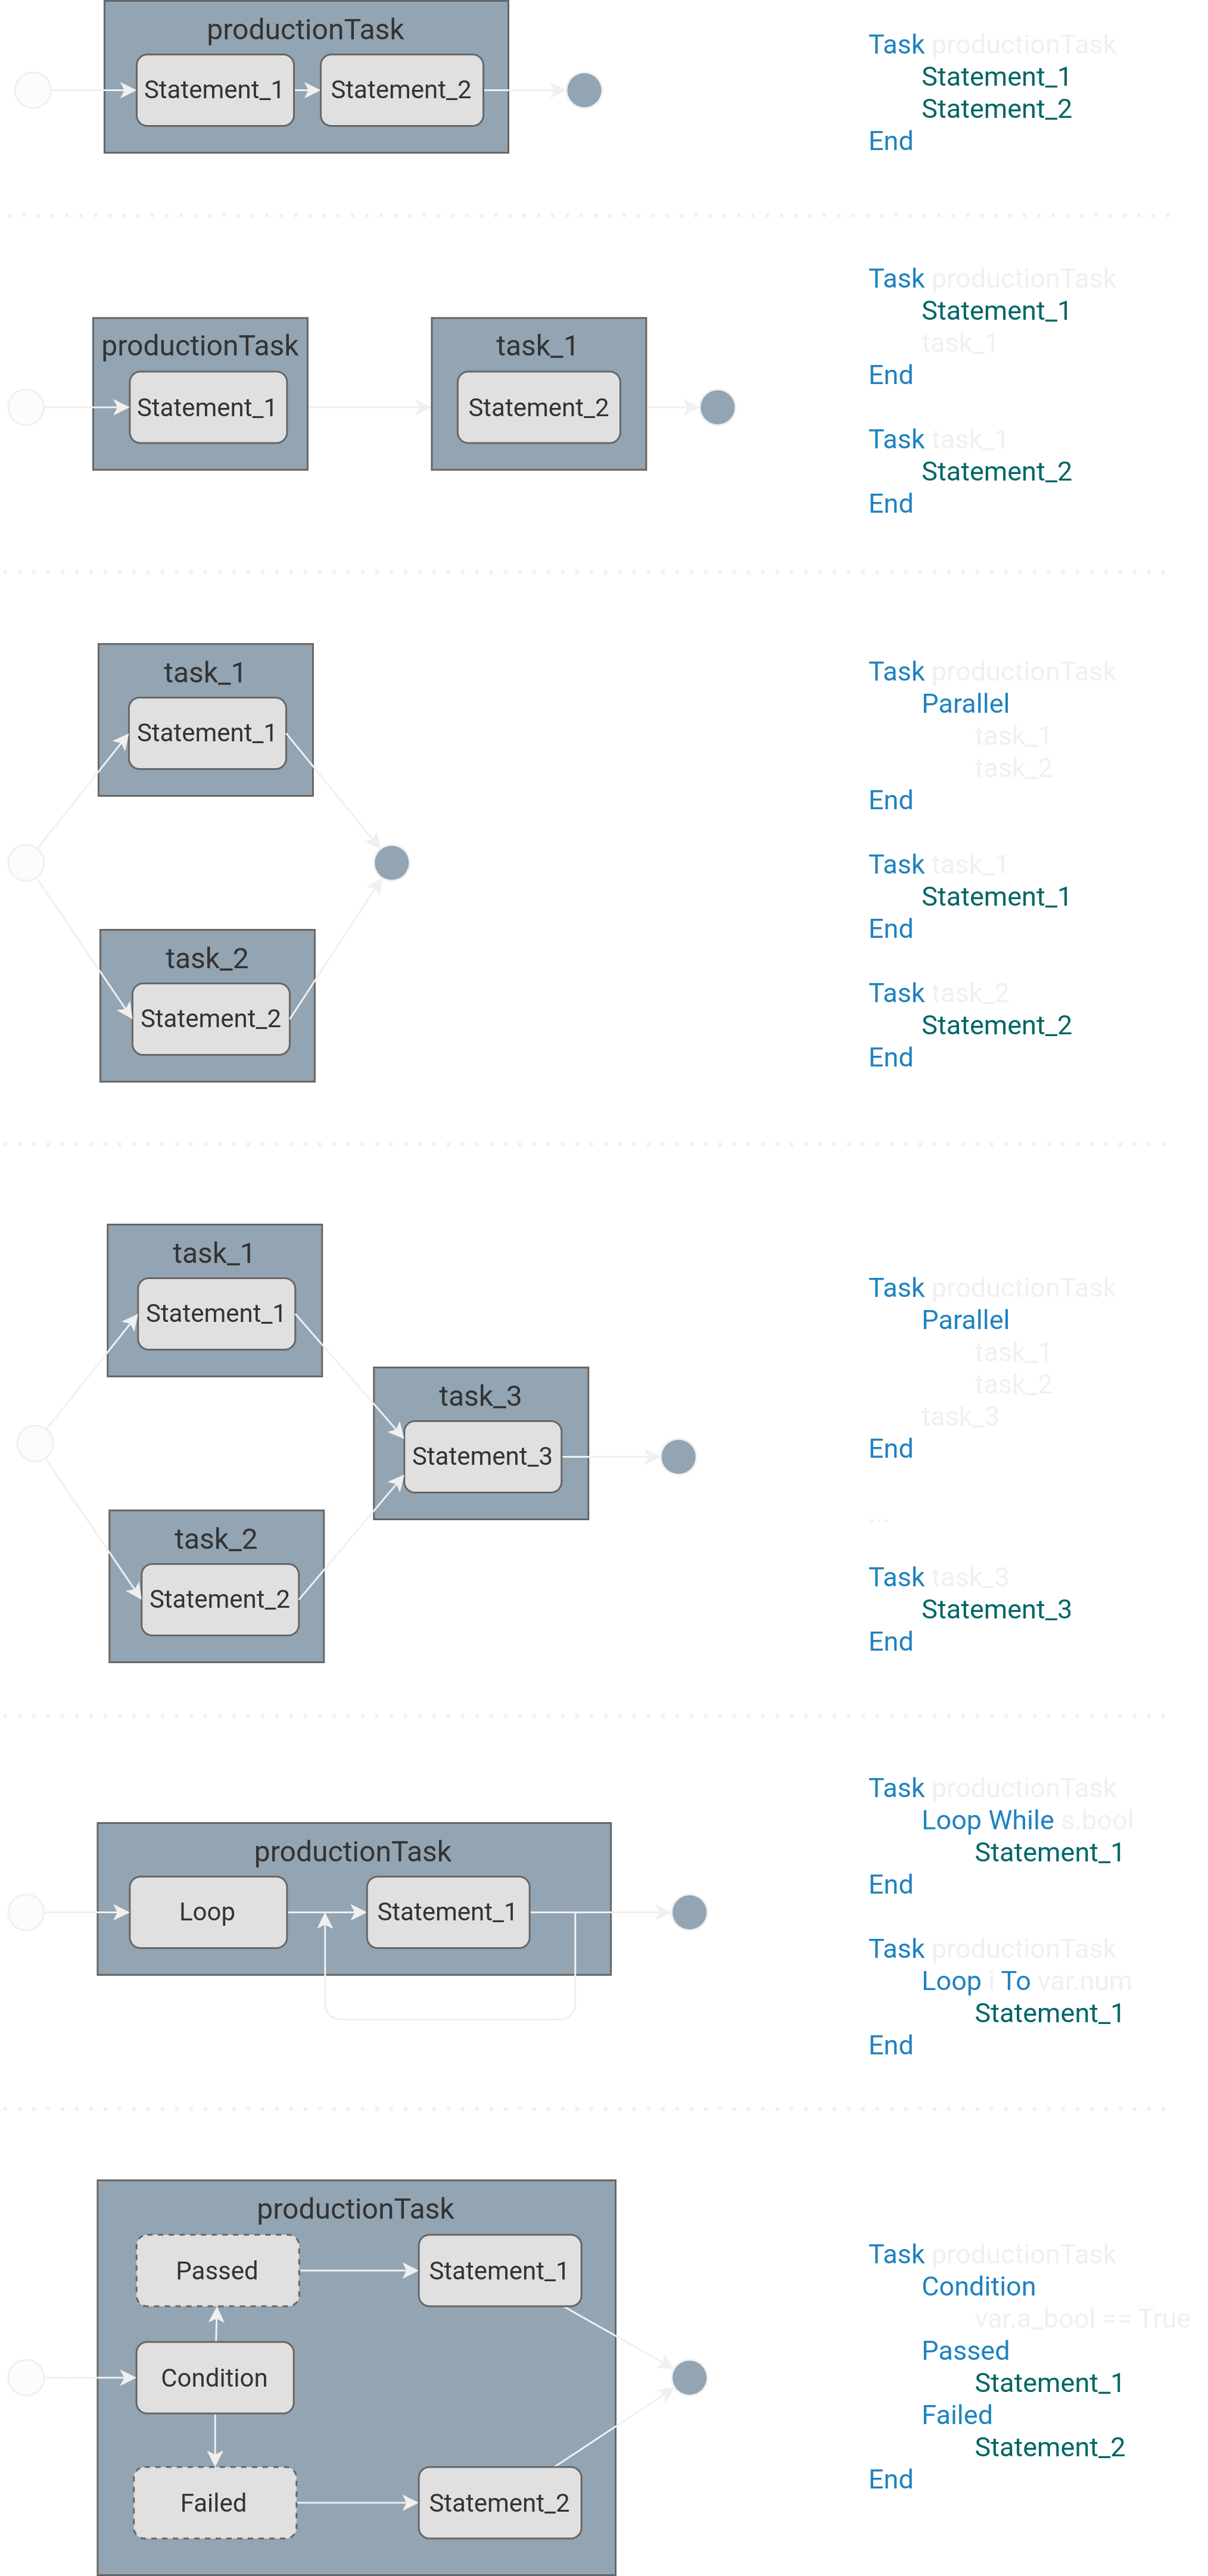 productionTask
Statement_1
Statement_2
Task productionTask
Statement_1
Statement_2
End
productionTask
Statement_1
task_1
Statement_2
Task productionTask
Statement_1
task_1
End
Task task_1
Statement_2
End
task_1
Statement_1
task_2
Statement_2
Task productionTask
Parallel
task_1
task_2
End
Task task_1
Statement_1
End
Task task_2
Statement_2
End
task_1
Statement_1
task_2
Statement_2
task_3
Statement_3
Task productionTask
Parallel
task_1
task_2
task_3
End
...
Task task_3
Statement_3
End
productionTask
Loop
Statement_1
Task productionTask
Loop While s.bool
Statement_1
End
Task productionTask
Loop i To var.num
Statement_1
End
productionTask
Passed
Statement_1
Condition
Failed
Statement_2
Task productionTask
Condition
var.a_bool == True
Passed
Statement_1
Failed
Statement_2
End